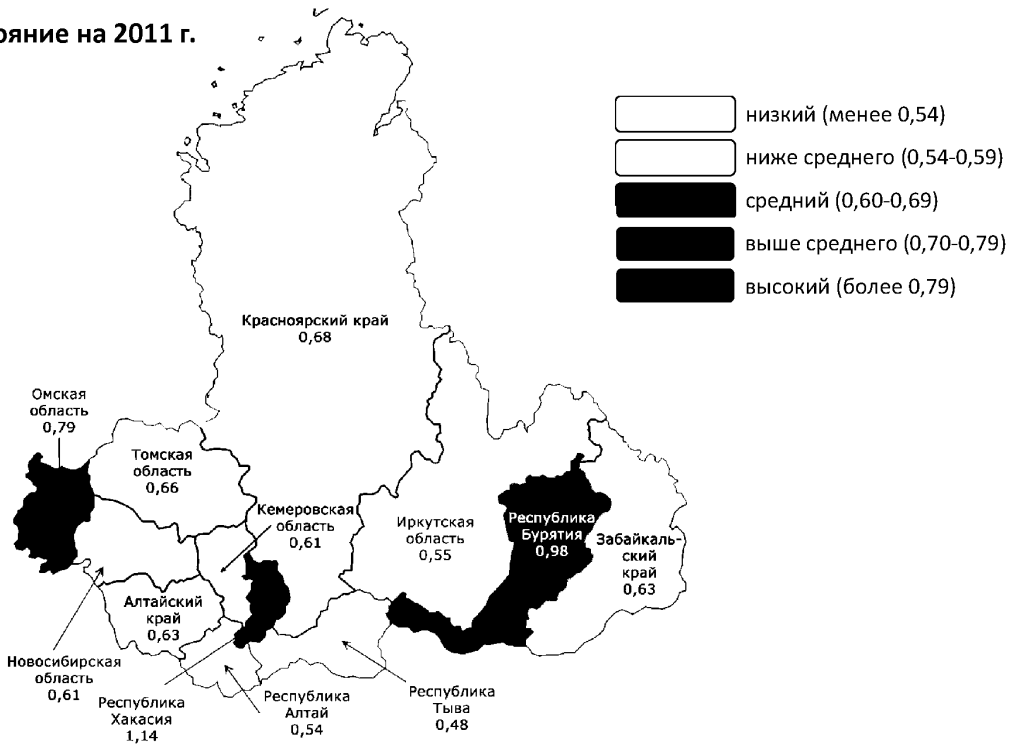 ояние на 2011 г.
низкий (менее 0,54)
ниже среднего (0,54-0,59)
средний (0,60-0,69)
выше среднего (0,70-0,79)
высокий (более 0,79)
Красноярский край
0,68
Омская
область
0,79
Томская
область
0,66
Кемеровская
область
0,61
Иркутская
область
0,55
Республика
Бурятия
0,98
Забайкаль-
ский
край
0,63
Алтайский
край
0,63
Новосибирская
область
0,61
Республика
Хакасия
1,14
Республика
Алтай
0,54
Республика
Тыва
0,48